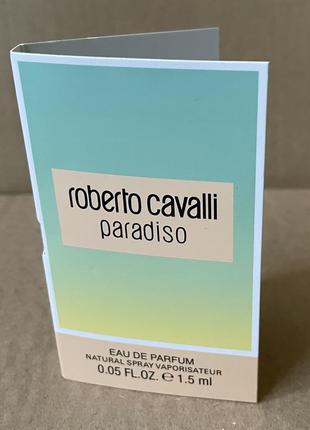 roberto cavalli
paradiso
EAU DE PARFUM
NATURAL SPRAY VAPORISATEUR
0.05 FL.OZ. ℮ 1.5 ml